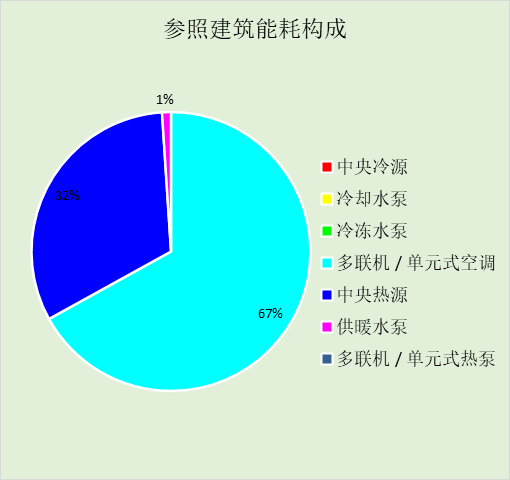 参照建筑能耗构成
1%
32%
67%
中央冷源
冷却水泵
冷冻水泵
多联机 / 单元式空调
中央热源
供暖水泵
多联机 / 单元式热泵